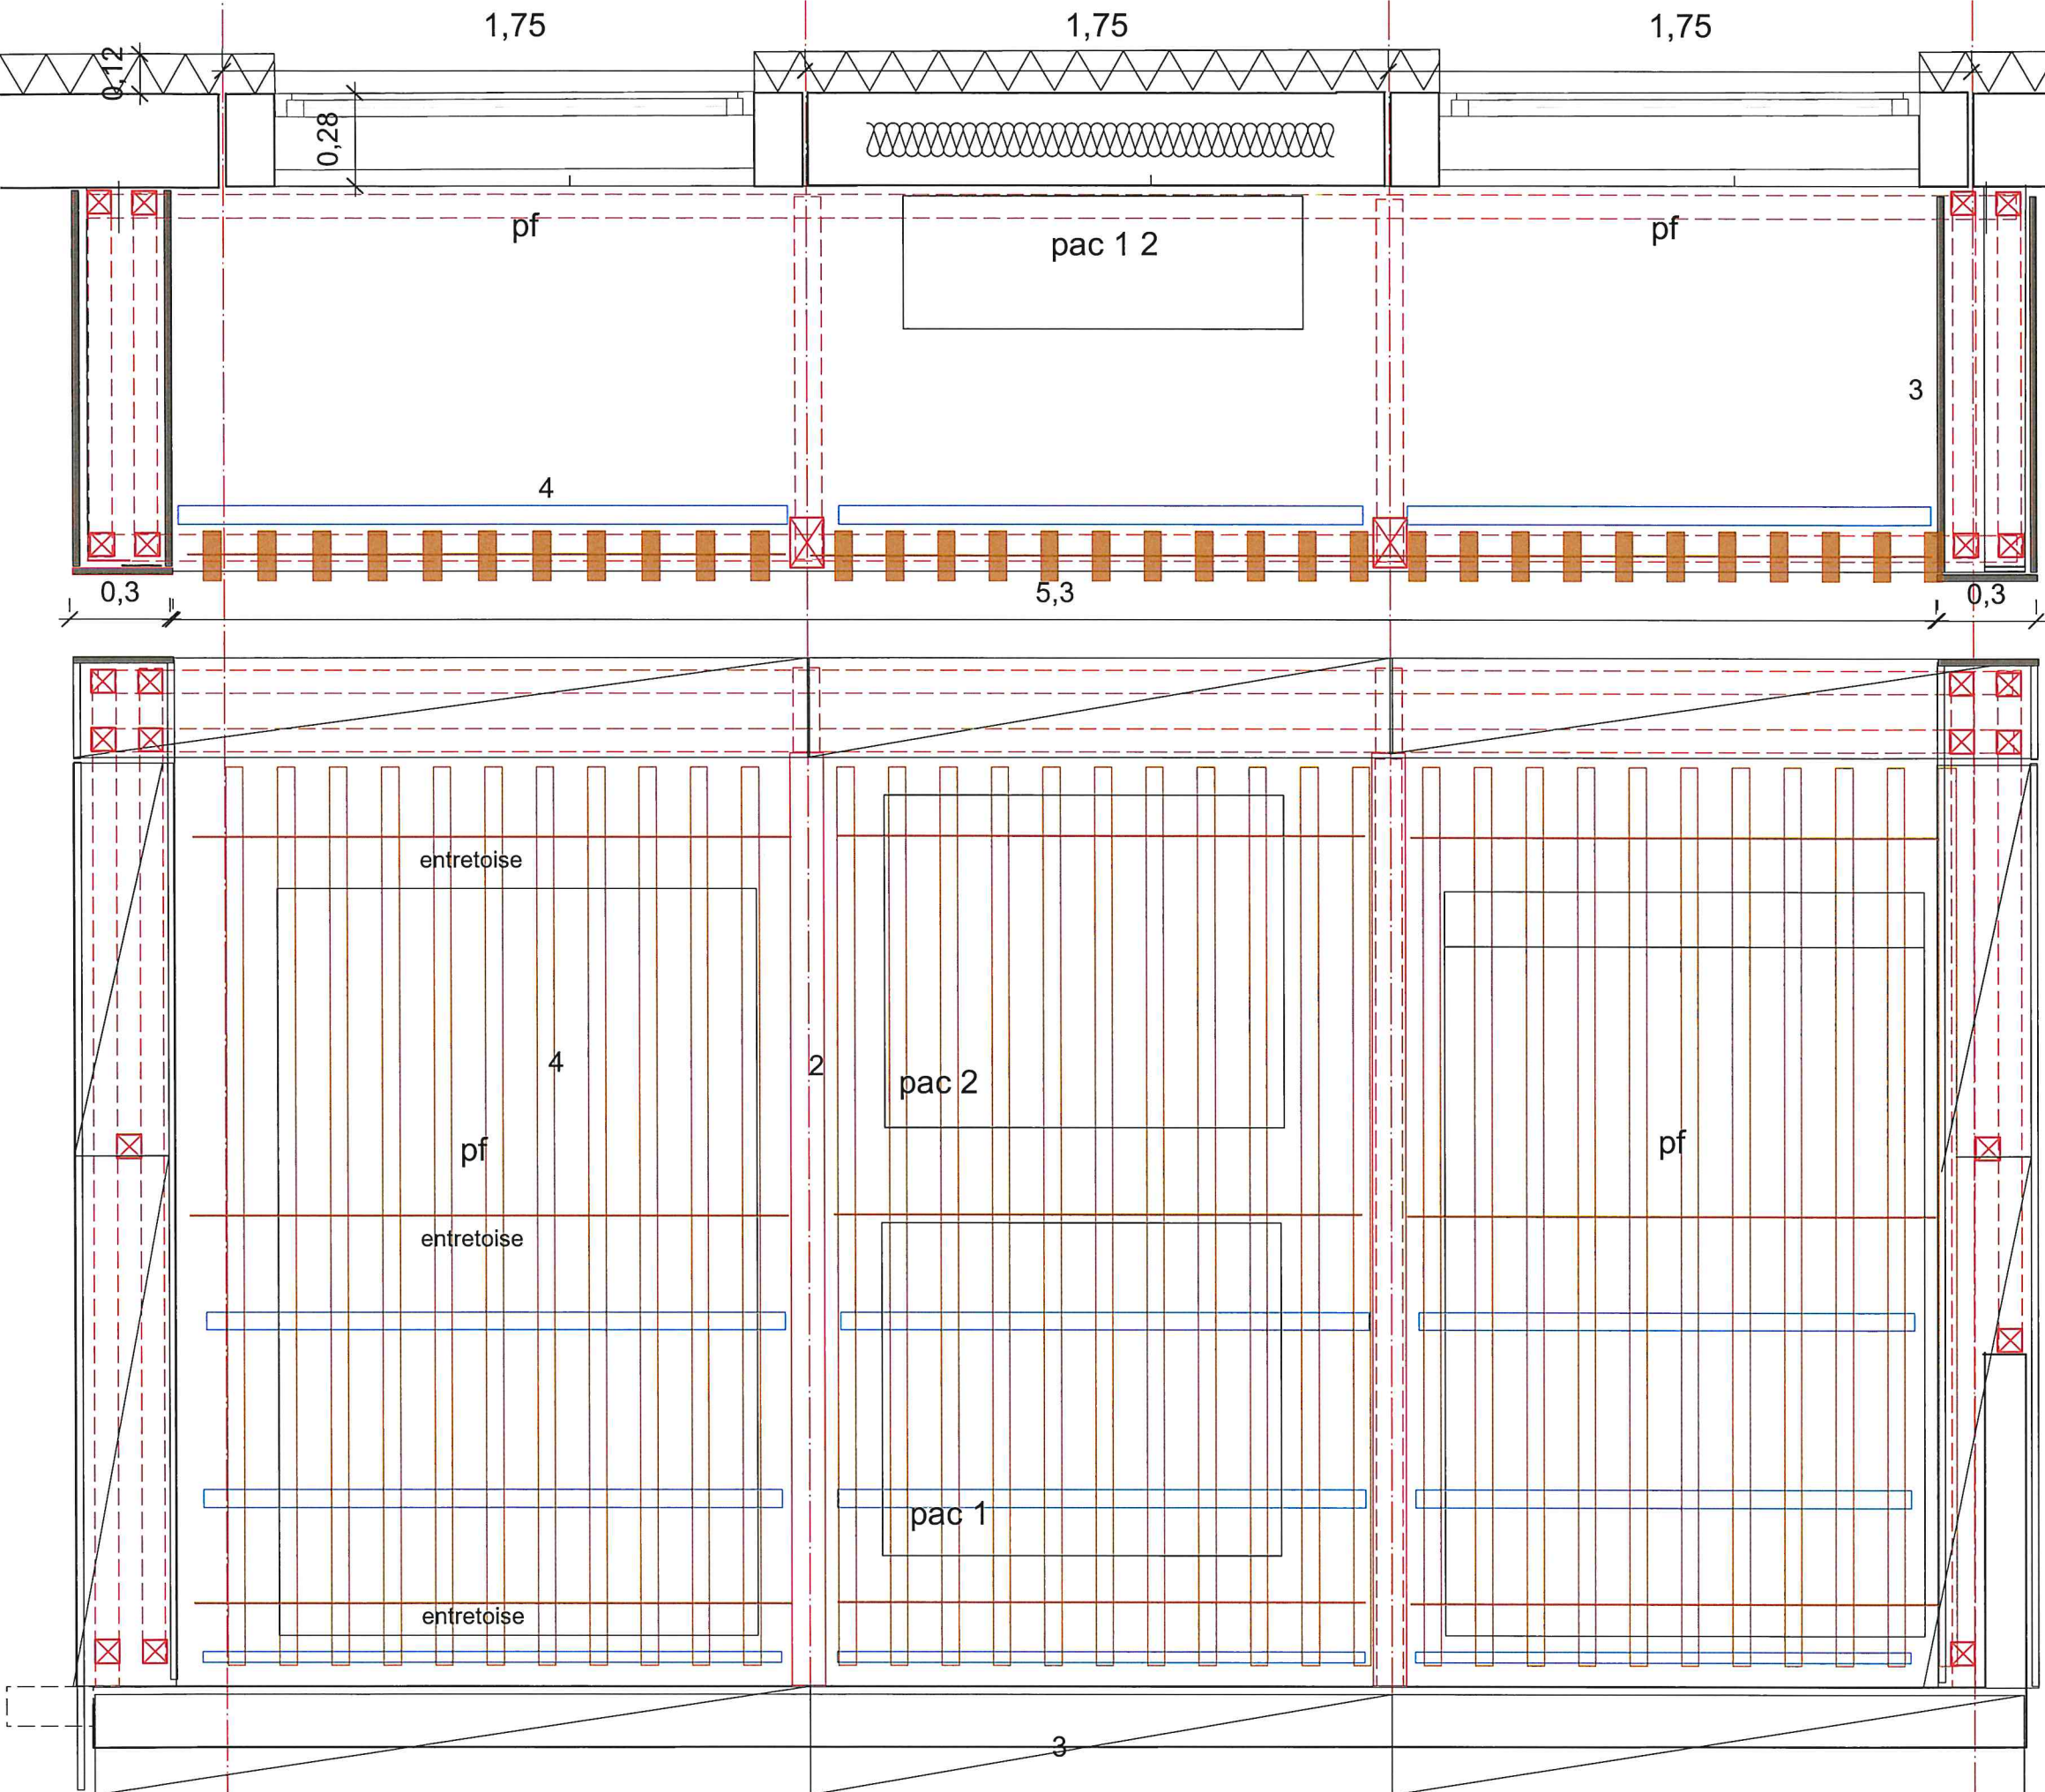 1,75
1,75
1,75
0,12
0,28
pf
pac 1 2
pf
3
4
0,3
5,3
0,3
entretoise
4
2
pac 2
pf
pf
entretoise
pac 1
entretoise
3